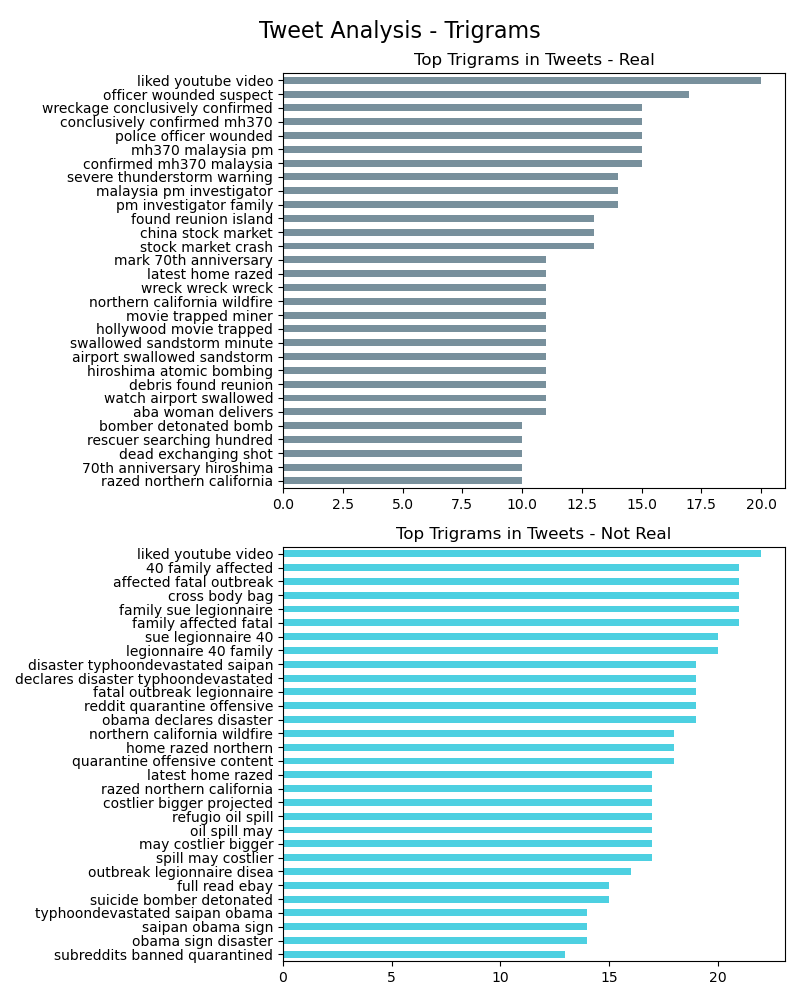 Tweet Analysis - Trigrams
Top Trigrams in Tweets - Real
liked youtube video
officer wounded suspect
wreckage conclusively confirmed
conclusively confirmed mh370
police officer wounded
mh370 malaysia pm
confirmed mh370 malaysia
severe thunderstorm warning
malaysia pm investigator
pm investigator family
found reunion island
china stock market
stock market crash
mark 70th anniversary
latest home razed
wreck wreck wreck
northern california wildfire
movie trapped miner
hollywood movie trapped
swallowed sandstorm minute
airport swallowed sandstorm
hiroshima atomic bombing
debris found reunion
watch airport swallowed
aba woman delivers
bomber detonated bomb
rescuer searching hundred
dead exchanging shot
70th anniversary hiroshima
razed northern california
0.0 2.5 5.0 7.5 10.0 12.5 15.0 17.5 20.0
Top Trigrams in Tweets - Not Real
liked youtube video
40 family affected
affected fatal outbreak
cross body bag
family sue legionnaire
family affected fatal
sue legionnaire 40
legionnaire 40 family
disaster typhoondevastated saipan
declares disaster typhoondevastated
fatal outbreak legionnaire
reddit quarantine offensive
obama declares disaster
northern california wildfire
home razed northern
quarantine offensive content
latest home razed
razed northern california
costlier bigger projected
refugio oil spill
oil spill may
may costlier bigger
spill may costlier
outbreak legionnaire disea
full read ebay
suicide bomber detonated
typhoondevastated saipan obama
saipan obama sign
obama sign disaster
subreddits banned quarantined
0 5 10 15 20